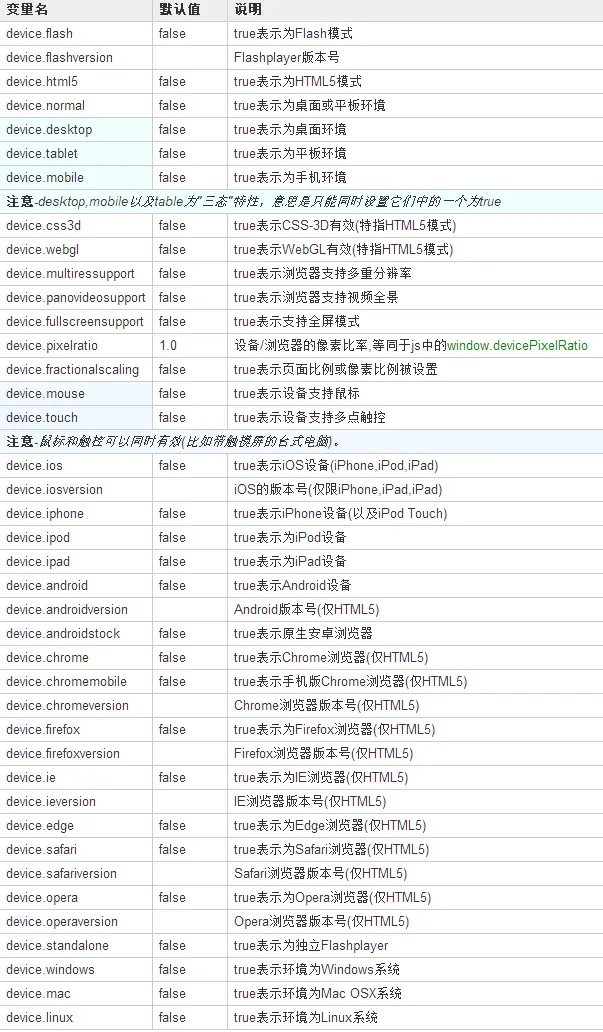 变量名 默认值 说明
device.flash false true表示为Flash模式
device.flashversion Flashplayer版本号
device.html5 false true表示为HTML5模式
device.normal false true表示为桌面或平板环境
device.desktop false true表示为桌面环境
device.tablet false true表示为平板环境
device.mobile false true表示为手机环境
注意-desktop,mobile以及table为"三态"特性，意思是只能同时设置它们中的一个为true
device.css3d false true表示CSS-3D有效(特指HTML5模式)
device.webgl false true表示WebGL有效(特指HTML5模式)
device.multiressupport false true表示浏览器支持多重分辨率
device.panovideosupport false true表示浏览器支持视频全景
device.fullscreensupport false true表示支持全屏模式
device.pixelratio 1.0 设备/浏览器的像素比率,等同于js中的window.devicePixelRatio
device.fractionalscaling false true表示页面比例或像素比例被设置
device.mouse false true表示设备支持鼠标
device.touch false true表示设备支持多点触控
注意-鼠标和触控可以同时有效(比如带触摸屏的台式电脑)。
device.ios false true表示iOS设备(iPhone,iPod,iPad)
device.iosversion iOS的版本号(仅限iPhone,iPad,iPad)
device.iphone false true表示iPhone设备(以及iPod Touch)
device.ipod false true表示为iPod设备
device.ipad false true表示为iPad设备
device.android false true表示Android设备
device.androidversion Android版本号(仅HTML5)
device.androidstock false true表示原生安卓浏览器
device.chrome false true表示Chrome浏览器(仅HTML5)
device.chromemobile false true表示手机版Chrome浏览器(仅HTML5)
device.chromeversion Chrome浏览器版本号(仅HTML5)
device.firefox false true表示为Firefox浏览器(仅HTML5)
device.firefoxversion Firefox浏览器版本号(仅HTML5)
device.ie false true表示为IE浏览器(仅HTML5)
device.ieversion IE浏览器版本号(仅HTML5)
device.edge false true表示为Edge浏览器(仅HTML5)
device.safari false true表示为Safari浏览器(仅HTML5)
device.safariversion Safari浏览器版本号(仅HTML5)
device.opera false true表示为Opera浏览器(仅HTML5)
device.operaversion Opera浏览器版本号(仅HTML5)
device.standalone false true表示为独立Flashplayer
device.windows false true表示环境为Windows系统
device.mac false true表示环境为Mac OSX系统
device.linux false true表示环境为Linux系统